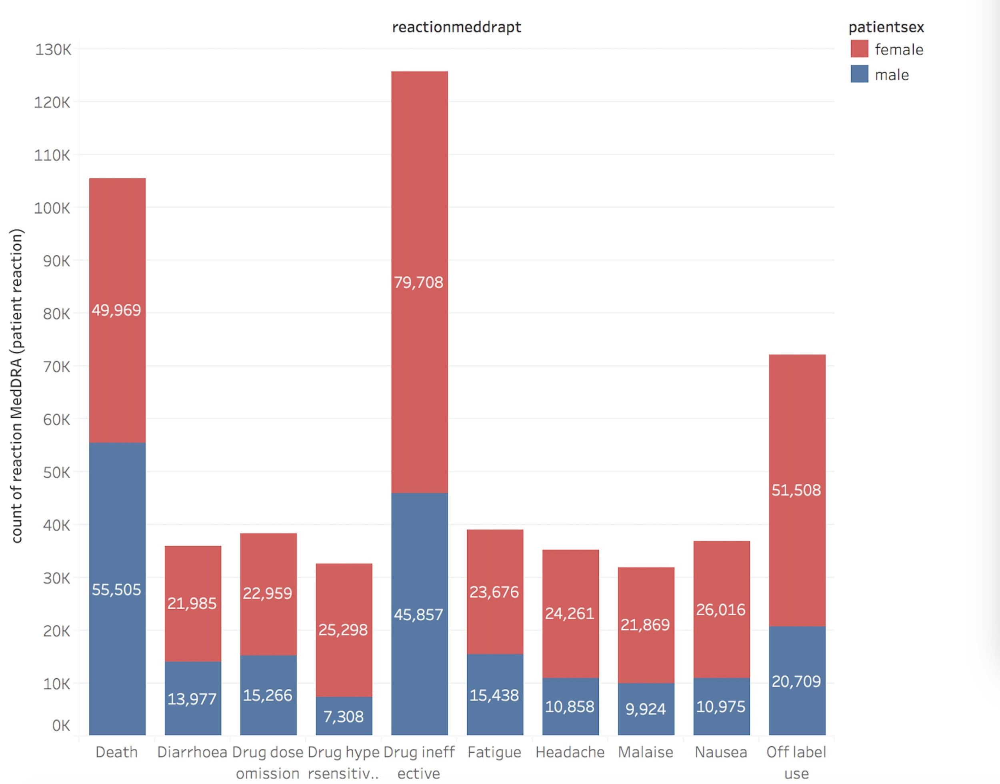 reactionmeddrapt
patientsex
female
male
130K
120K
110K
100K
90K
80K
70K
60K
50K
40K
30K
20K
10K
0K
count of reaction MedDRA (patient reaction)
49,969
55,505
21,985
13,977
22,959
15,266
25,298
7,308
79,708
45,857
23,676
15,438
24,261
10,858
21,869
9,924
26,016
10,975
51,508
20,709
Death
Diarrhoea
Drug dose
omission
Drug hype
rsensitiv..
Drug ineff
ective
Fatigue
Headache
Malaise
Nausea
Off label
use